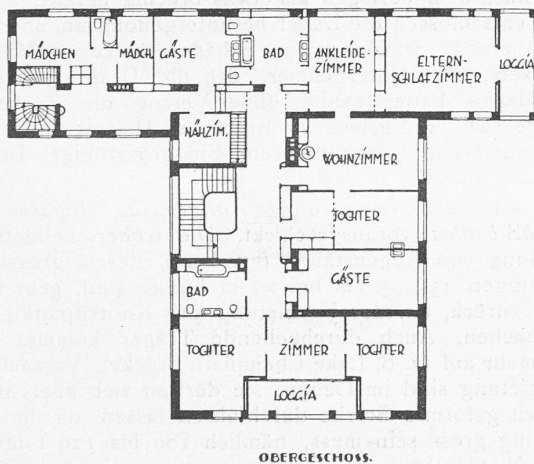 MÄDCHEN
MÄDCH.
GÄSTE
BAD
ANKLEIDE-
ZIMMER
ELTERN-
SCHLAFZIMMER
LOGGIA
NÄHZIM.
WOHNZIMMER
TOCHTER
GÄSTE
BAD
TOCHTER
ZIMMER
TOCHTER
LOGGIA
OBERGESCHOSS.